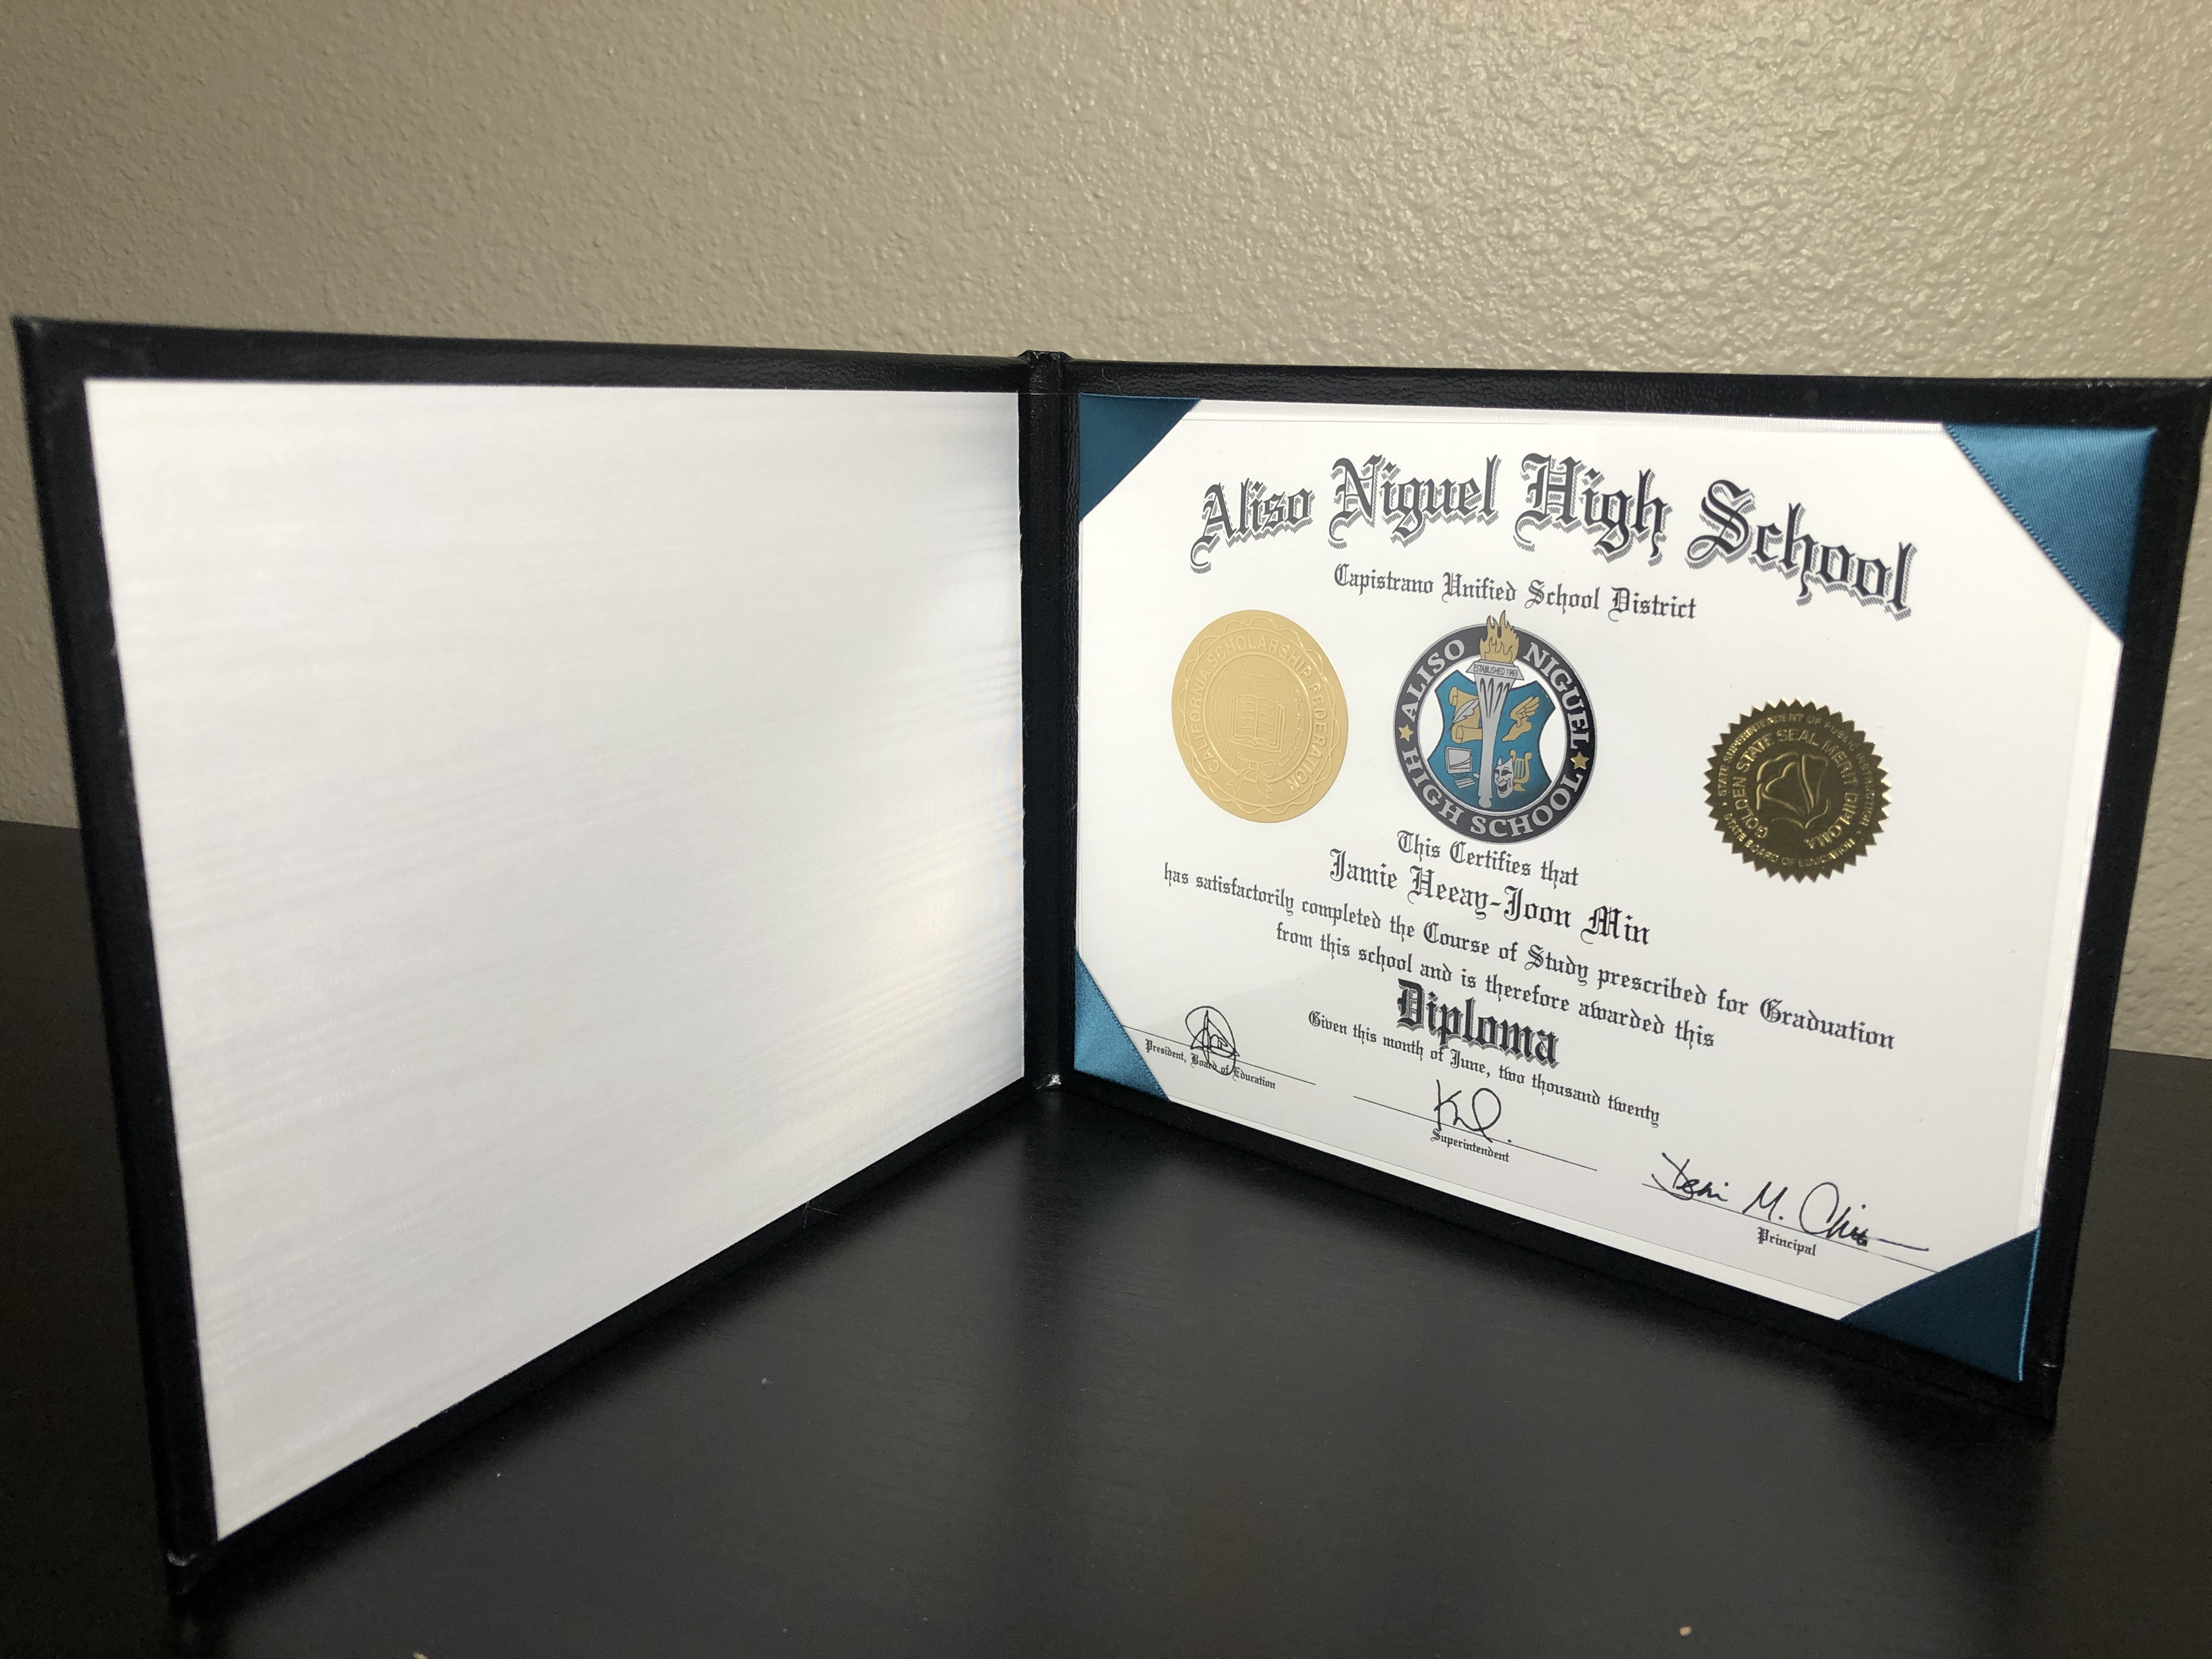 Aliso Niguel High School
Capistrano Unified School District
CALIFORNIA SCHOLARSHIP FEDERATION
ALISO NIGUEL
ESTABLISHED 1993
HIGH SCHOOL
STATE SUPERINTENDENT OF PUBLIC INSTRUCTION
GOLDEN STATE SEAL MERIT DIPLOMA
STATE BOARD OF EDUCATION
This Certifies that
Jamie Heeay-Joon Min
has satisfactorily completed the Course of Study prescribed for Graduation
from this school and is therefore awarded this
Diploma
Given this month of June, two thousand twenty
President, Board of Education
Superintendent
M.
Principal